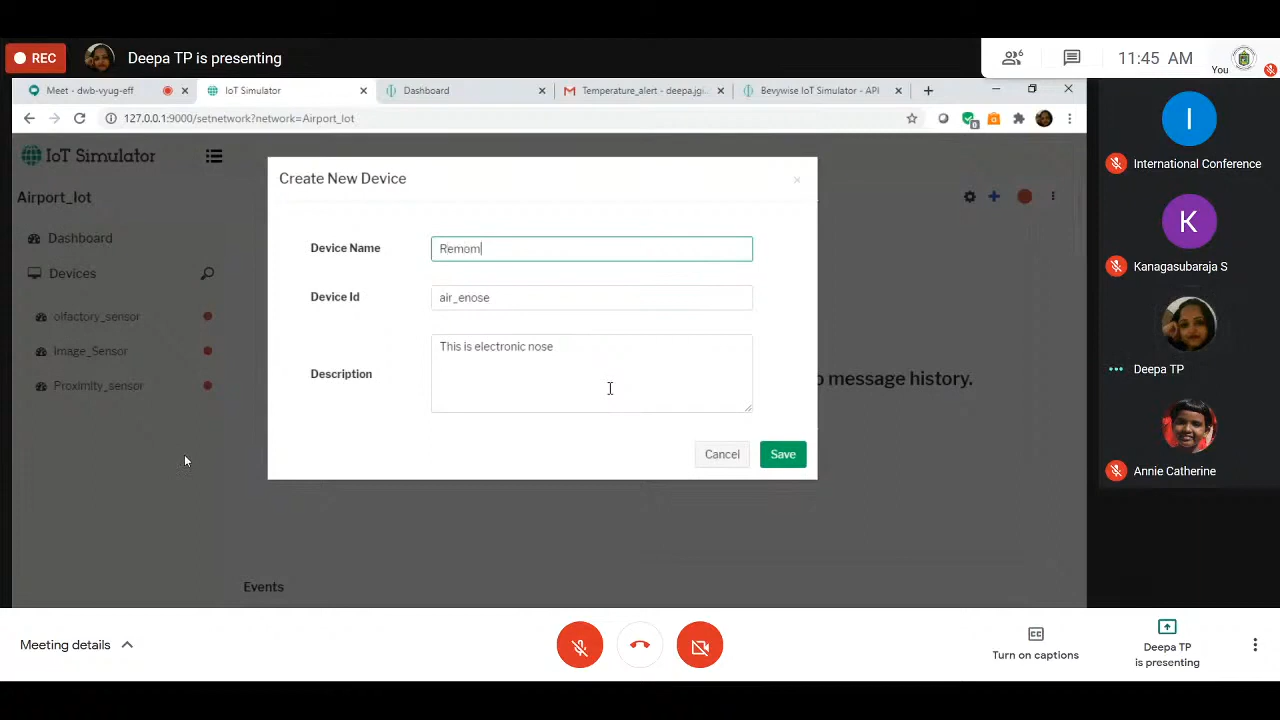 REC
Deepa TP is presenting
6
11:45 AM
You
Meet - dwb-vyug-eff
IoT Simulator
Dashboard
Temperature_alert - deepa.jgi...
Bevywise IoT Simulator - API
127.0.0.1:9000/setnetwork?network=Airport_Iot
IoT Simulator
Airport_Iot
Dashboard
Devices
olfactory_sensor
Image_Sensor
Proximity_sensor
Create New Device
Device Name
Remom
Device Id
air_enose
Description
This is electronic nose
Cancel
Save
o message history.
Events
I
International Conference
K
Kanagasubaraja S
Deepa TP
Annie Catherine
Meeting details
Turn on captions
Deepa TP
is presenting